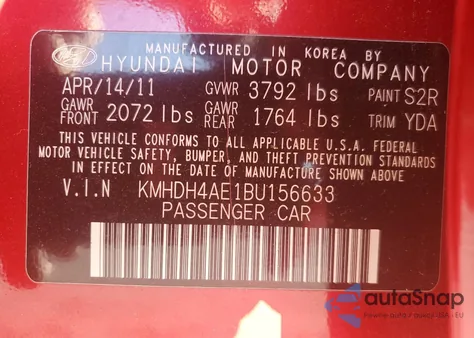 MANUFACTURED IN KOREA BY
HYUNDAI MOTOR COMPANY
APR/14/11 GVWR 3792 lbs PAINT S2R
GAWR FRONT 2072 lbs GAWR REAR 1764 lbs TRIM YDA
THIS VEHICLE CONFORMS TO ALL APPLICABLE U.S.A. FEDERAL
MOTOR VEHICLE SAFETY, BUMPER, AND THEFT PREVENTION STANDARDS
IN EFFECT ON THE DATE OF MANUFACTURE SHOWN ABOVE.
V.I.N KMHDH4AE1BU156633
PASSENGER CAR
autoSnap